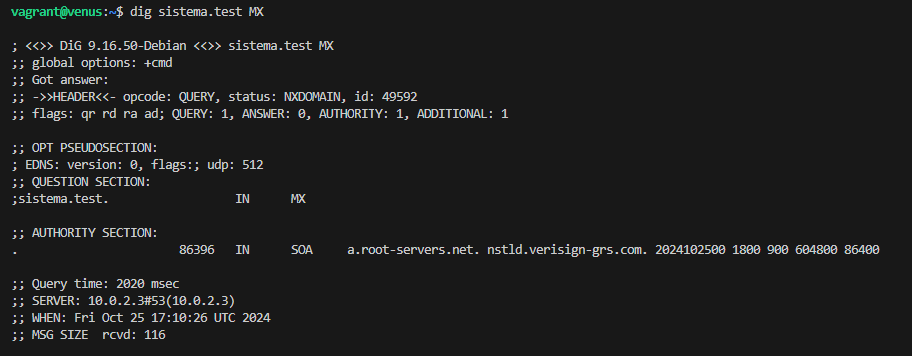 vagrant@venus:~$ dig sistema.test MX
; <<>> DiG 9.16.50-Debian <<>> sistema.test MX
;; global options: +cmd
;; Got answer:
;; ->>HEADER<<- opcode: QUERY, status: NXDOMAIN, id: 49592
;; flags: qr rd ra ad; QUERY: 1, ANSWER: 0, AUTHORITY: 1, ADDITIONAL: 1
;; OPT PSEUDOSECTION:
; EDNS: version: 0, flags:; udp: 512
;; QUESTION SECTION:
;sistema.test. IN MX
;; AUTHORITY SECTION:
. 86396 IN SOA a.root-servers.net. nstld.verisign-grs.com. 2024102500 1800 900 604800 86400
;; Query time: 2020 msec
;; SERVER: 10.0.2.3#53(10.0.2.3)
;; WHEN: Fri Oct 25 17:10:26 UTC 2024
;; MSG SIZE  rcvd: 116